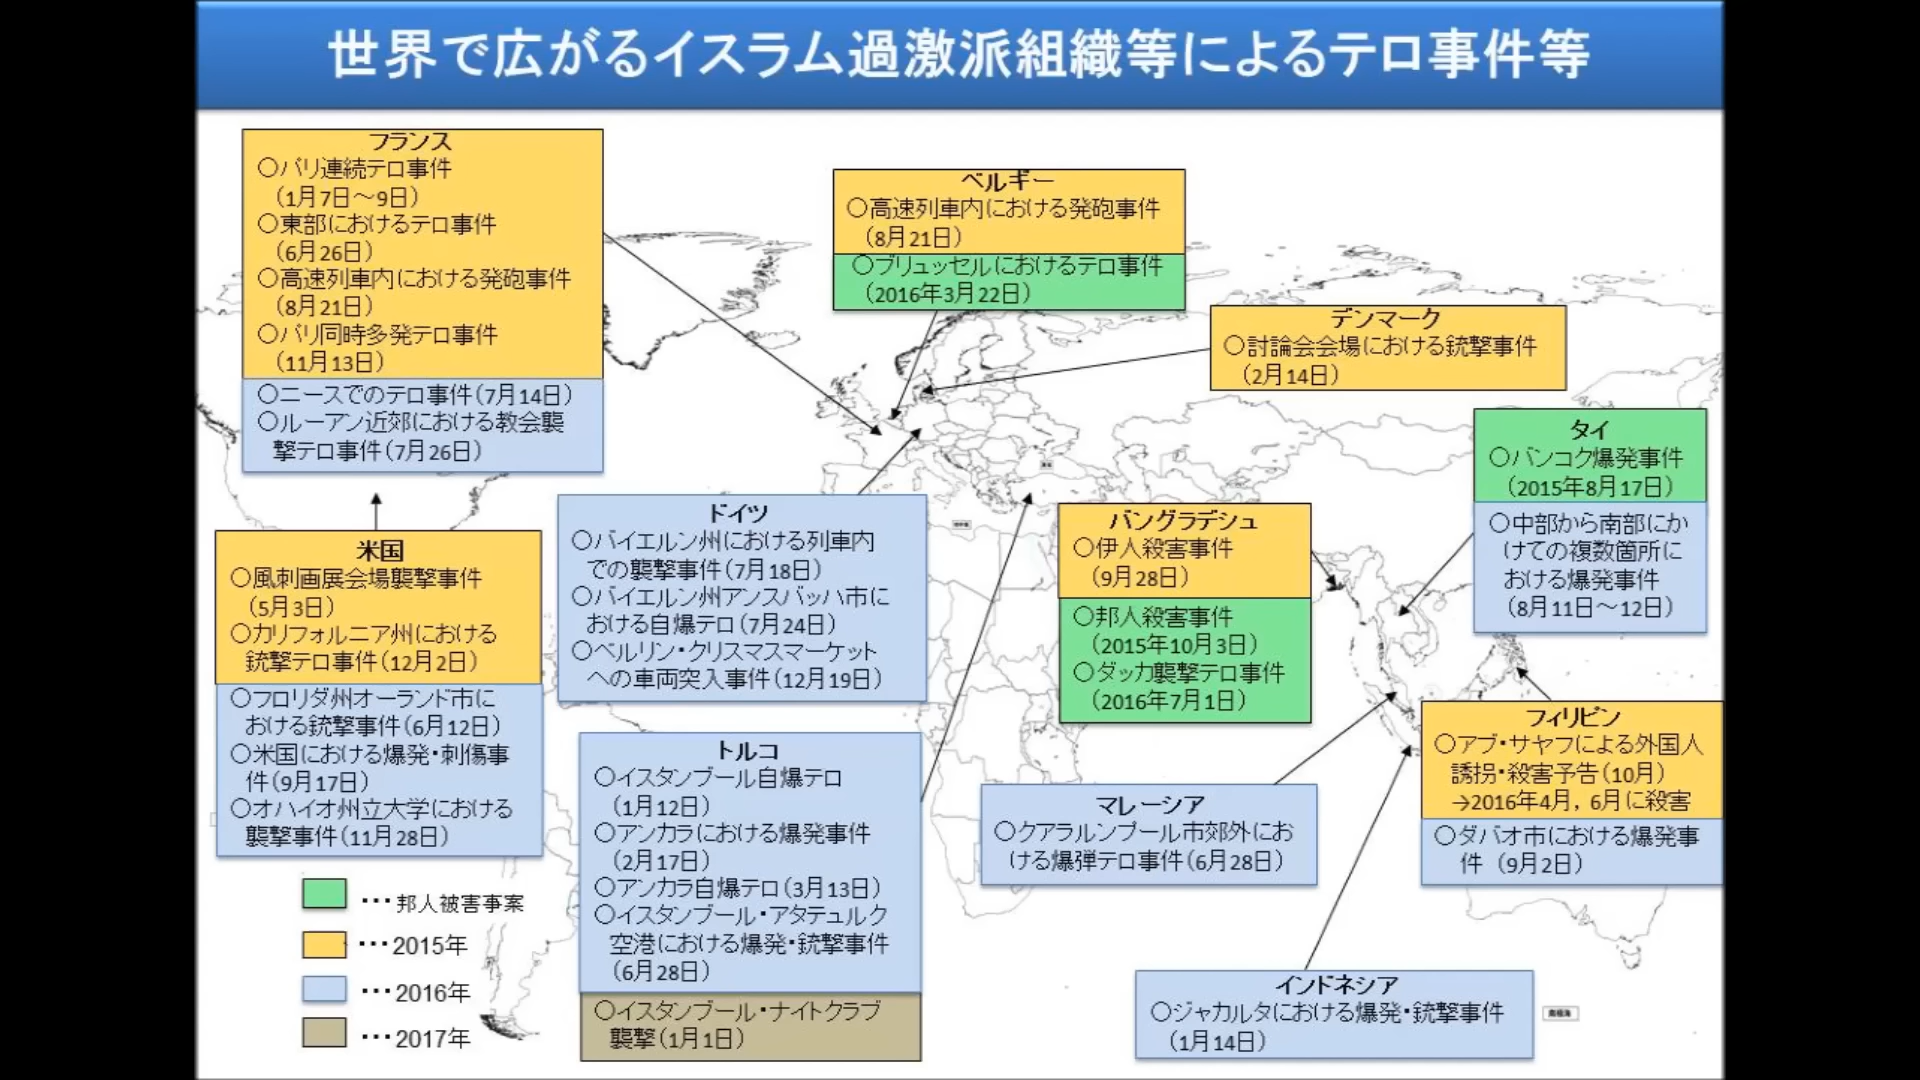 世界で広がるイスラム過激派組織等によるテロ事件等
フランス
○パリ連続テロ事件
（1月7日～9日）
○東部におけるテロ事件
（6月26日）
○高速列車内における発砲事件
（8月21日）
○パリ同時多発テロ事件
（11月13日）
○ニースでのテロ事件（7月14日）
○ルーアン近郊における教会襲
撃テロ事件（7月26日）
ベルギー
○高速列車内における発砲事件
（8月21日）
○ブリュッセルにおけるテロ事件
（2016年3月22日）
デンマーク
○討論会会場における銃撃事件
（2月14日）
タイ
○バンコク爆発事件
（2015年8月17日）
○中部から南部にか
けての複数箇所に
おける爆発事件
（8月11日～12日）
米国
○風刺画展会場襲撃事件
（5月3日）
○カリフォルニア州における
銃撃テロ事件（12月2日）
○フロリダ州オーランド市に
おける銃撃事件（6月12日）
○米国における爆発・刺傷事
件（9月17日）
○オハイオ州立大学における
襲撃事件（11月28日）
ドイツ
○バイエルン州における列車内
での襲撃事件（7月18日）
○バイエルン州アンスバッハ市に
おける自爆テロ（7月24日）
○ベルリン・クリスマスマーケット
への車両突入事件（12月19日）
バングラデシュ
○伊人殺害事件
（9月28日）
○邦人殺害事件
（2015年10月3日）
○ダッカ襲撃テロ事件
（2016年7月1日）
トルコ
○イスタンブール自爆テロ
（1月12日）
○アンカラにおける爆発事件
（2月17日）
○アンカラ自爆テロ（3月13日）
○イスタンブール・アタテュルク
空港における爆発・銃撃事件
（6月28日）
○イスタンブール・ナイトクラブ
襲撃（1月1日）
マレーシア
○クアラルンプール市郊外にお
ける爆弾テロ事件（6月28日）
フィリピン
○アブ・サヤフによる外国人
誘拐・殺害予告（10月）
→2016年4月，6月に殺害
○ダバオ市における爆発事
件（9月2日）
インドネシア
○ジャカルタにおける爆発・銃撃事件
（1月14日）
･･･邦人被害事案
･･･2015年
･･･2016年
･･･2017年